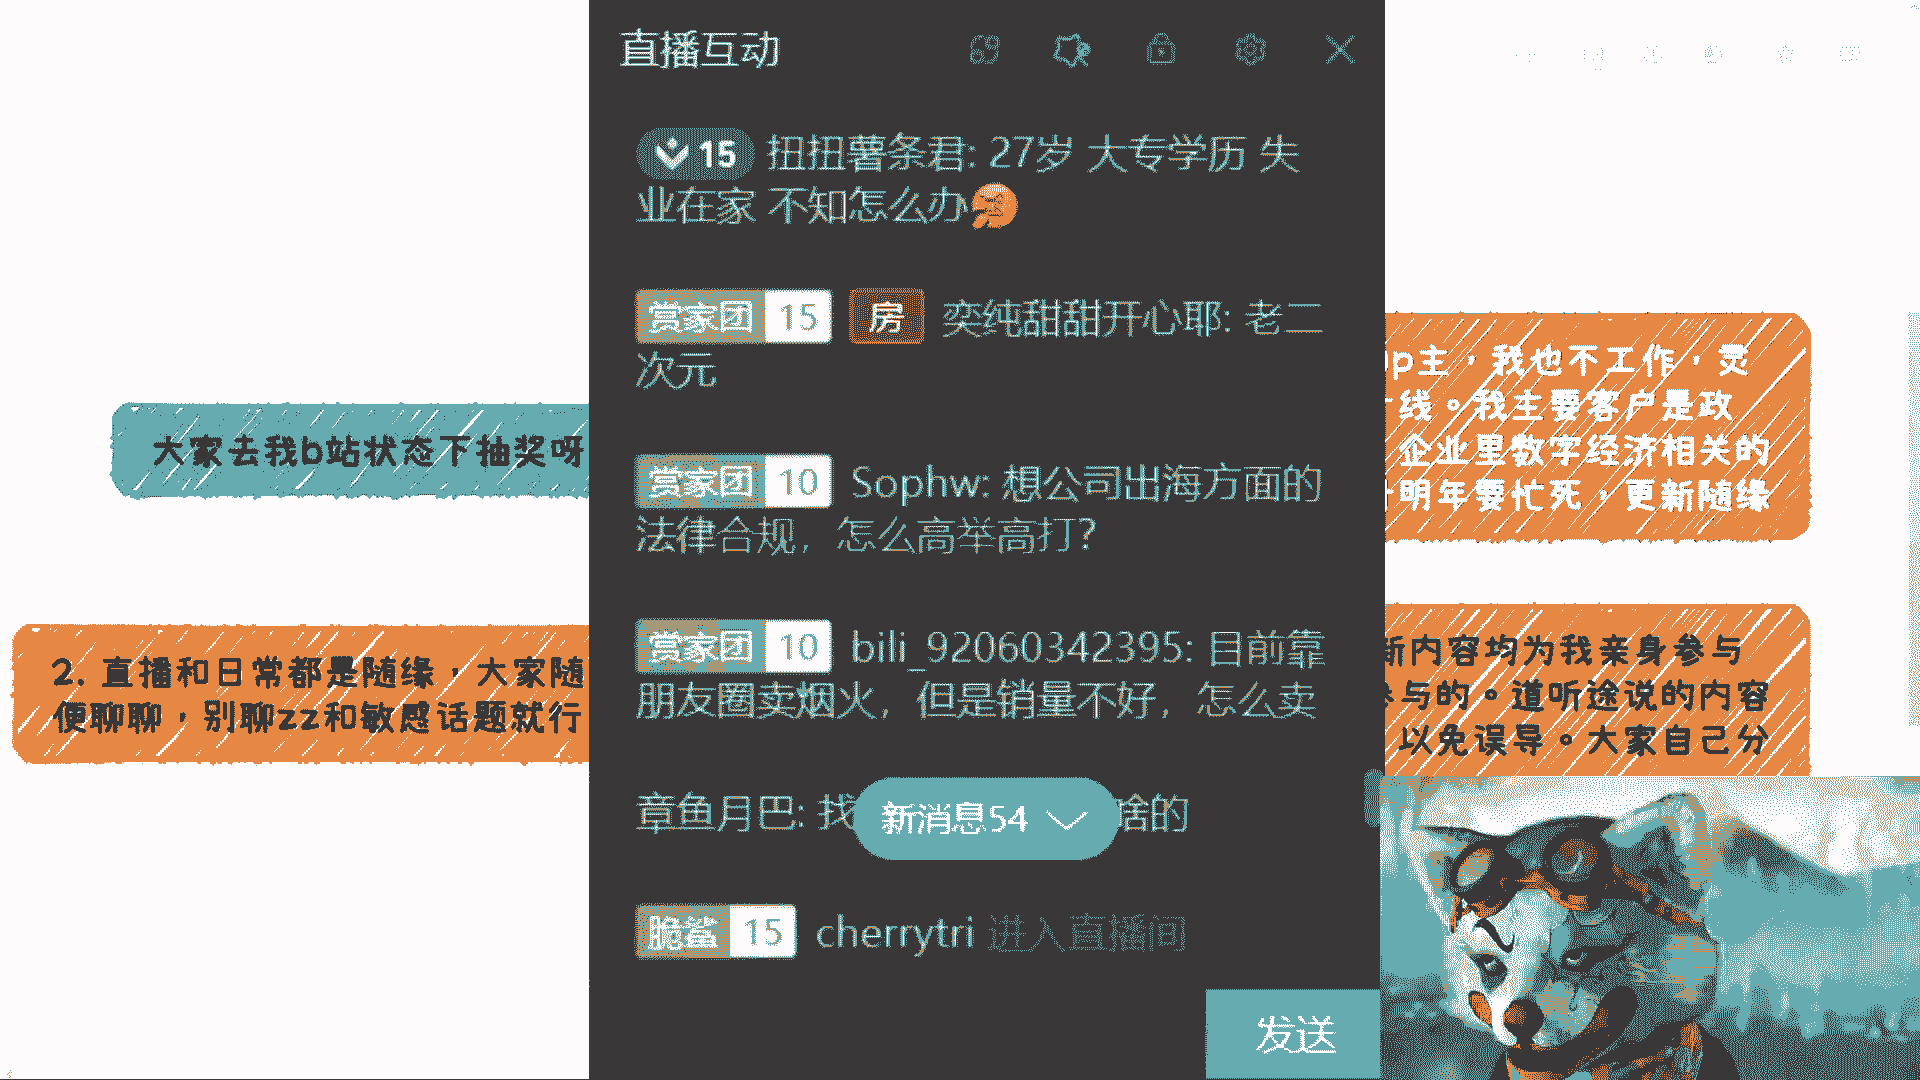 直播互动
15 扭扭薯条君: 27岁 大专学历 失
业在家 不知怎么办
赏家团 15 房 奕纯甜甜开心耶: 老二
次元
赏家团 10 Sophw: 想公司出海方面的
法律合规，怎么高举高打?
赏家团 10 bili_92060342395: 目前靠
朋友圈卖烟火，但是销量不好，怎么卖
章鱼月巴: 找
啥的
新消息54
脆鲨 15 cherrytri 进入直播间
发送
大家去我b站状态下抽奖呀
2. 直播和日常都是随缘，大家随
便聊聊，别聊zz和敏感话题就行
p主，我也不工作，灵
线。我主要客户是政
企业里数字经济相关的
明年要忙死，更新随缘
新内容均为我亲身参与
参与的。道听途说的内容
以免误导。大家自己分